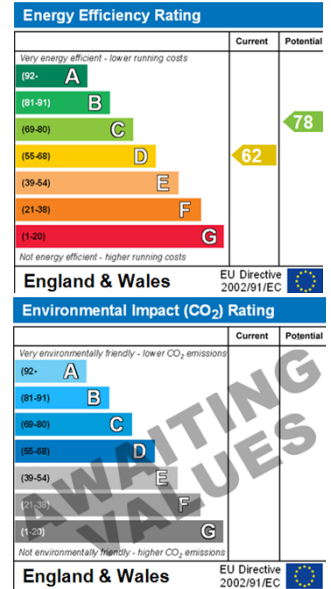 Energy Efficiency Rating
Current Potential
Very energy efficient - lower running costs
(92- A
(81-91) B
(69-80) C
78
(55-68) D
62
(39-54) E
(21-38) F
(1-20) G
Not energy efficient - higher running costs
England & Wales
EU Directive
2002/91/EC
Environmental Impact (CO2) Rating
Current Potential
Very environmentally friendly - lower CO2 emissions
(92- A
(81-91) B
(69-80) C
(55-68) D
(39-54) E
(21-38) F
(1-20) G
AWAITING
VALUES
Not environmentally friendly - higher CO2 emissions
England & Wales
EU Directive
2002/91/EC